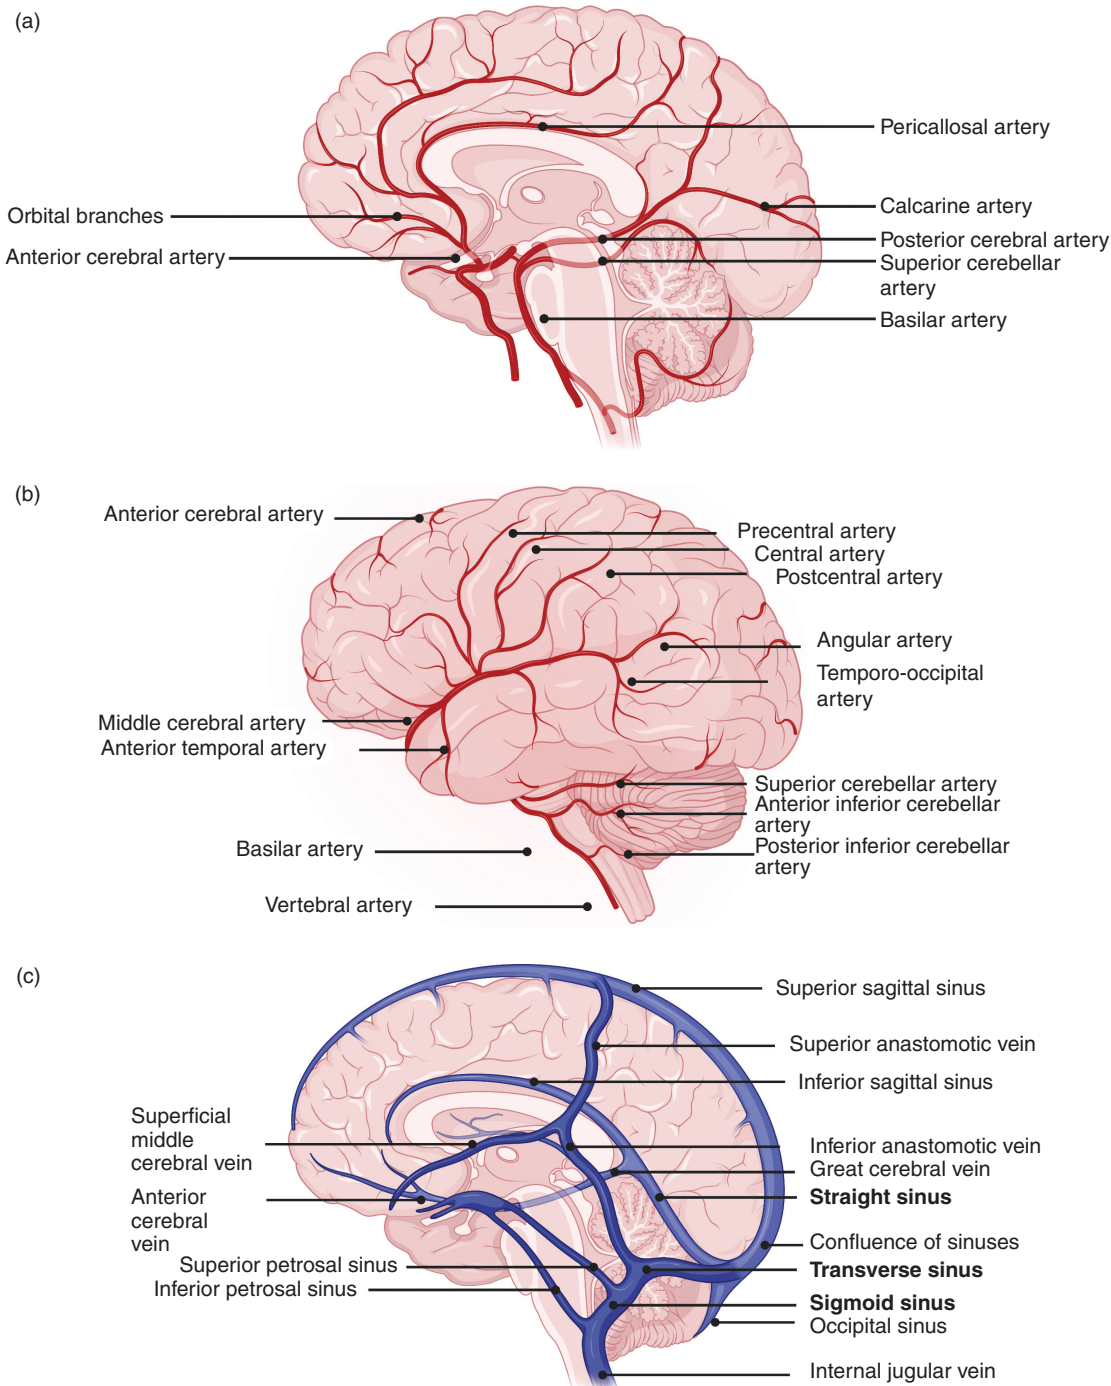 (a)
Pericallosal artery
Orbital branches
Calcarine artery
Anterior cerebral artery
Posterior cerebral artery
Superior cerebellar
artery
Basilar artery
(b)
Anterior cerebral artery
Precentral artery
Central artery
Postcentral artery
Angular artery
Temporo-occipital
artery
Middle cerebral artery
Anterior temporal artery
Superior cerebellar artery
Anterior inferior cerebellar
artery
Basilar artery
Posterior inferior cerebellar
artery
Vertebral artery
(c)
Superior sagittal sinus
Superior anastomotic vein
Inferior sagittal sinus
Superficial
middle
cerebral vein
Inferior anastomotic vein
Great cerebral vein
Straight sinus
Anterior
cerebral
vein
Confluence of sinuses
Superior petrosal sinus
Transverse sinus
Inferior petrosal sinus
Sigmoid sinus
Occipital sinus
Internal jugular vein